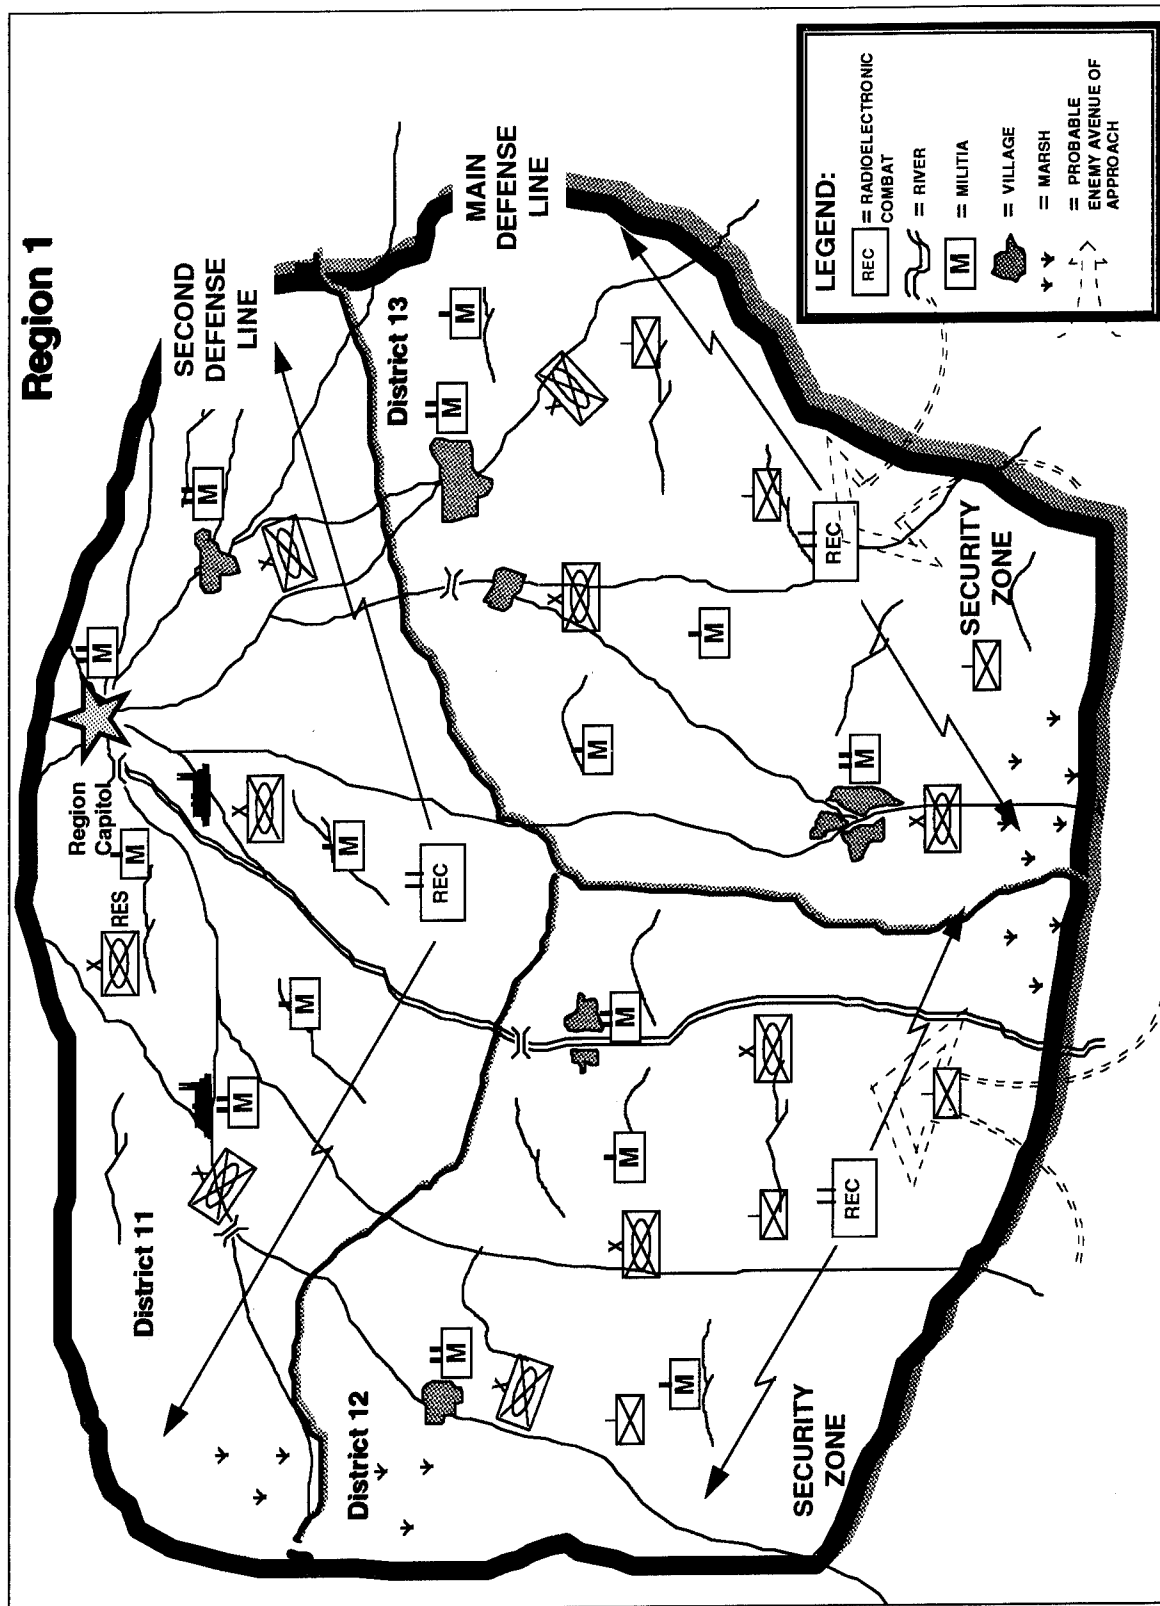 Region 1
Region
Capitol
M
RES
M
District 11
SECOND
DEFENSE
LINE
M
M
M
M
District 12
District 13
REC
M
M
M
MAIN
DEFENSE
LINE
M
M
M
M
M
SECURITY
ZONE
REC
REC
M
SECURITY
ZONE
LEGEND:
REC = RADIOELECTRONIC
COMBAT
= RIVER
M = MILITIA
= VILLAGE
= MARSH
= PROBABLE
ENEMY AVENUE OF
APPROACH